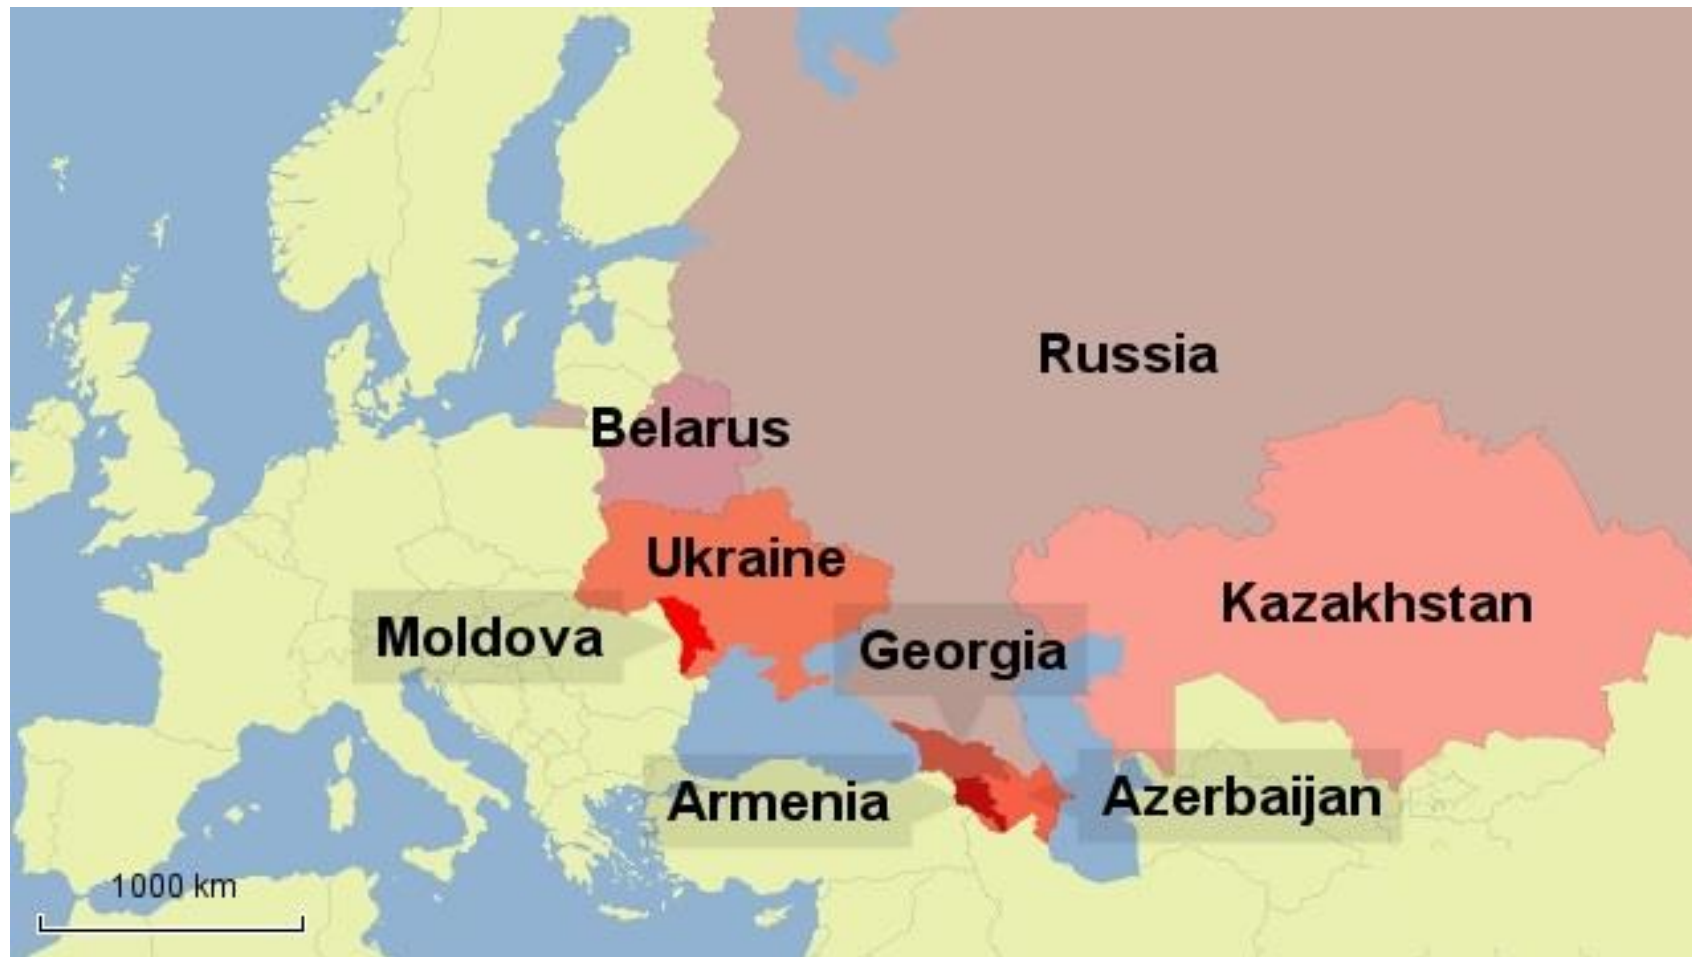 Russia
Belarus
Ukraine
Kazakhstan
Moldova
Georgia
Armenia
Azerbaijan
1000 km